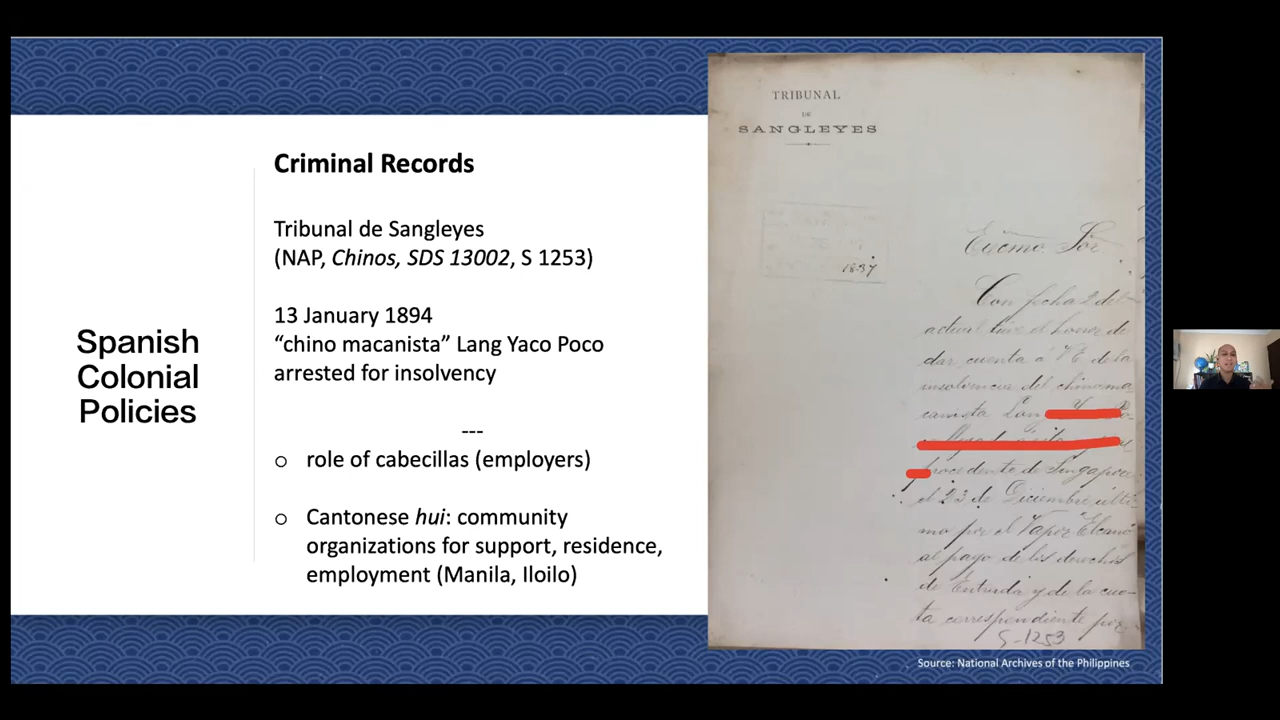 Spanish
Colonial
Policies
Criminal Records
Tribunal de Sangleyes
(NAP, Chinos, SDS 13002, S 1253)
13 January 1894
“chino macanista” Lang Yaco Poco
arrested for insolvency
---
o role of cabecillas (employers)
o Cantonese hui: community
organizations for support, residence,
employment (Manila, Iloilo)
TRIBUNAL
DE
SANGLEYES
Excmo. Sor
Con fecha 2 del
actual tuve el honor de
dar cuenta á VE de la
insolvencia del chino ma
canista
procedente de Singapore
el 23 de Diciembre ulti
mo por el Vapor "Elcano"
al pago de los derechos
de Entrada y de la cuo-
ta correspondiente por
S-1253
Source: National Archives of the Philippines